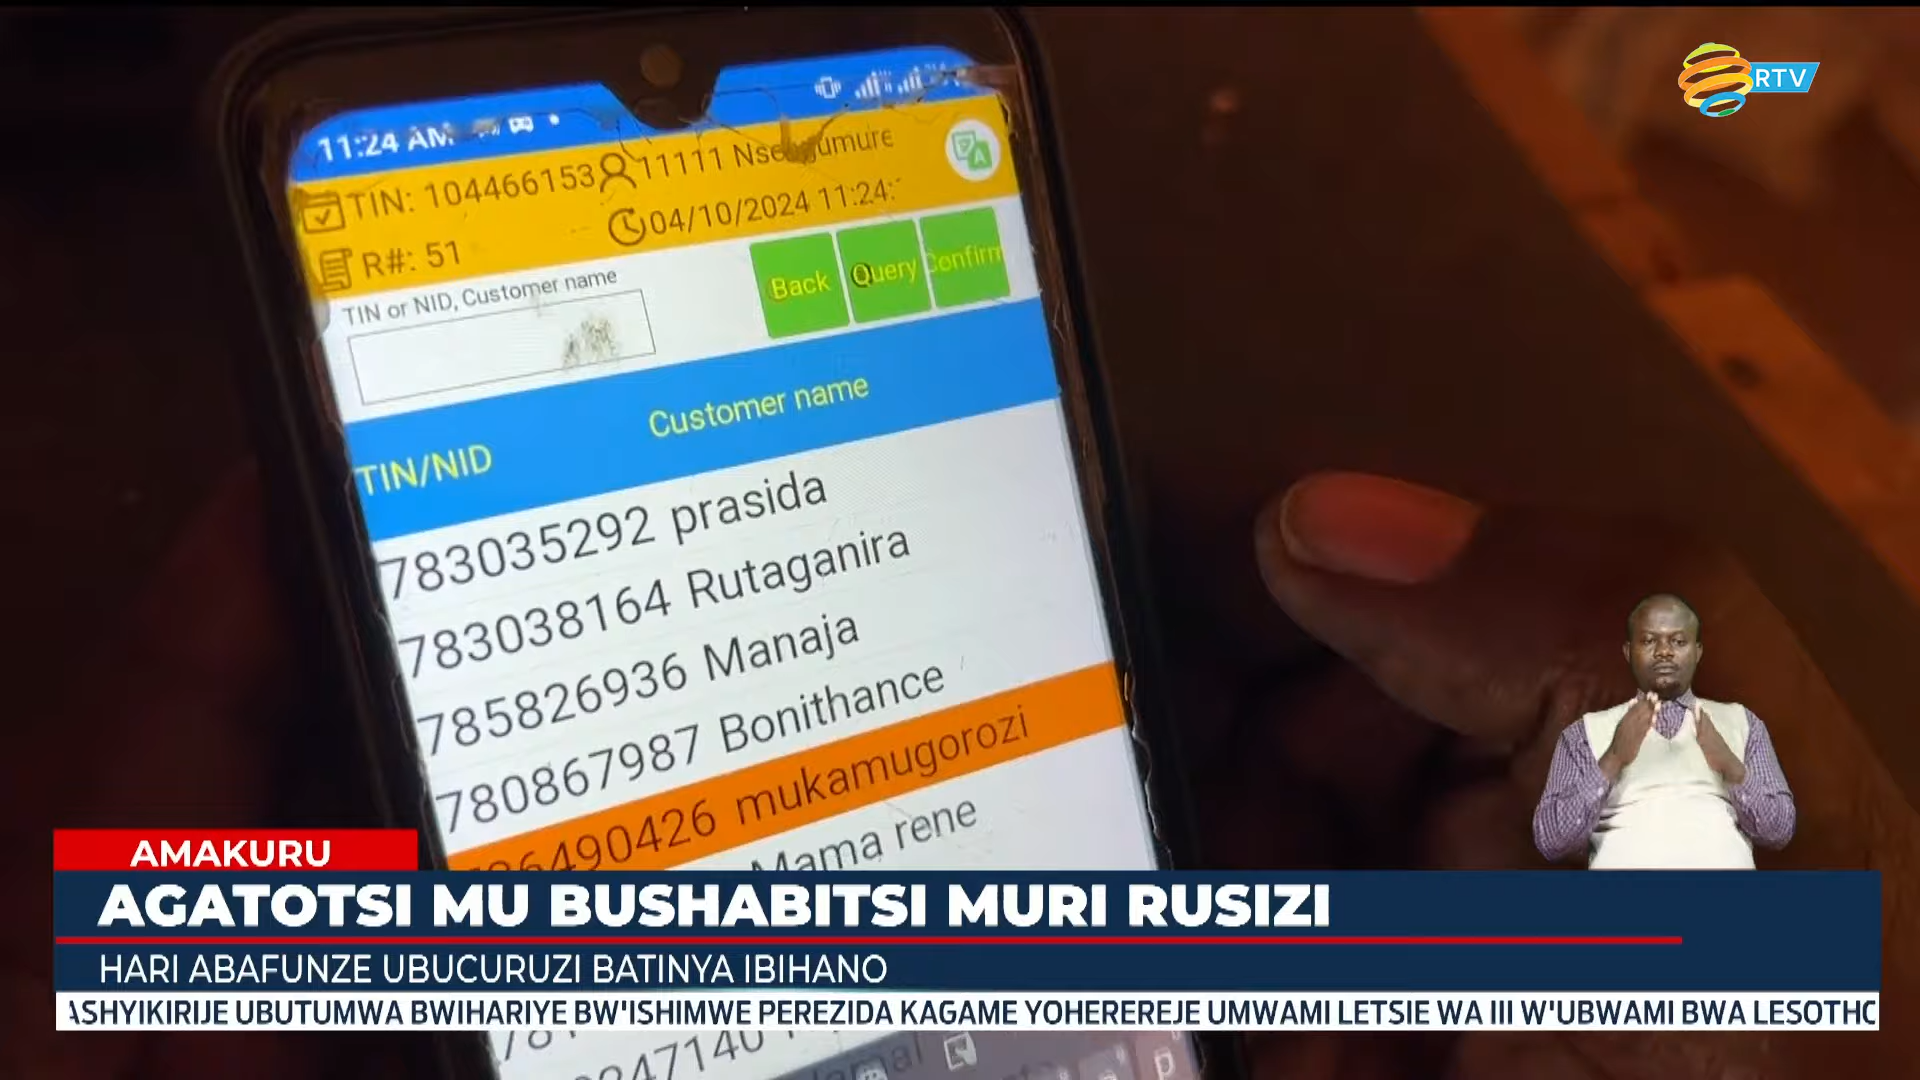 RTV
11:24 AM
TIN: 104466153 11111
04/10/2024 11:24:
R#: 51
TIN or NID, Customer name
Back Query Confirm
TIN/NID Customer name
783035292 prasida
783038164 Rutaganira
785826936 Manaja
780867987 Bonithance
mukamugorozi
Mama rene
AMAKURU
AGATOTSI MU BUSHABITSI MURI RUSIZI
HARI ABAFUNZE UBUCURUZI BATINYA IBIHANO
ASHYIKIRIJE UBUTUMWA BWIHARIYE BW'ISHIMWE PEREZIDA KAGAME YOHEREREJE UMWAMI LETSIE WA III W'UBWAMI BWA LESOTHO